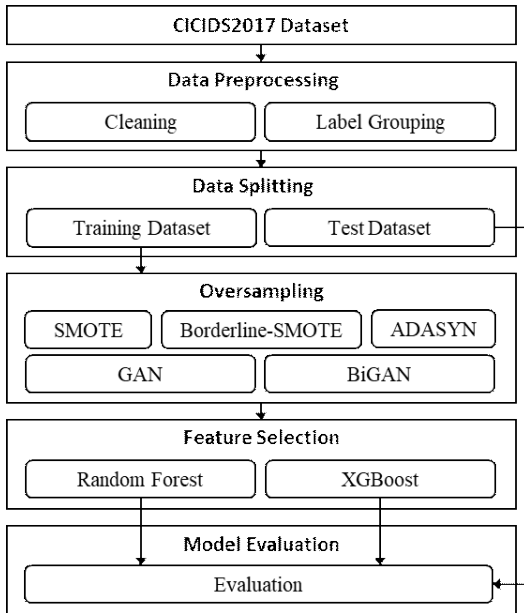 CICIDS2017 Dataset
Data Preprocessing
Cleaning
Label Grouping
Data Splitting
Training Dataset
Test Dataset
Oversampling
SMOTE
Borderline-SMOTE
ADASYN
GAN
BiGAN
Feature Selection
Random Forest
XGBoost
Model Evaluation
Evaluation